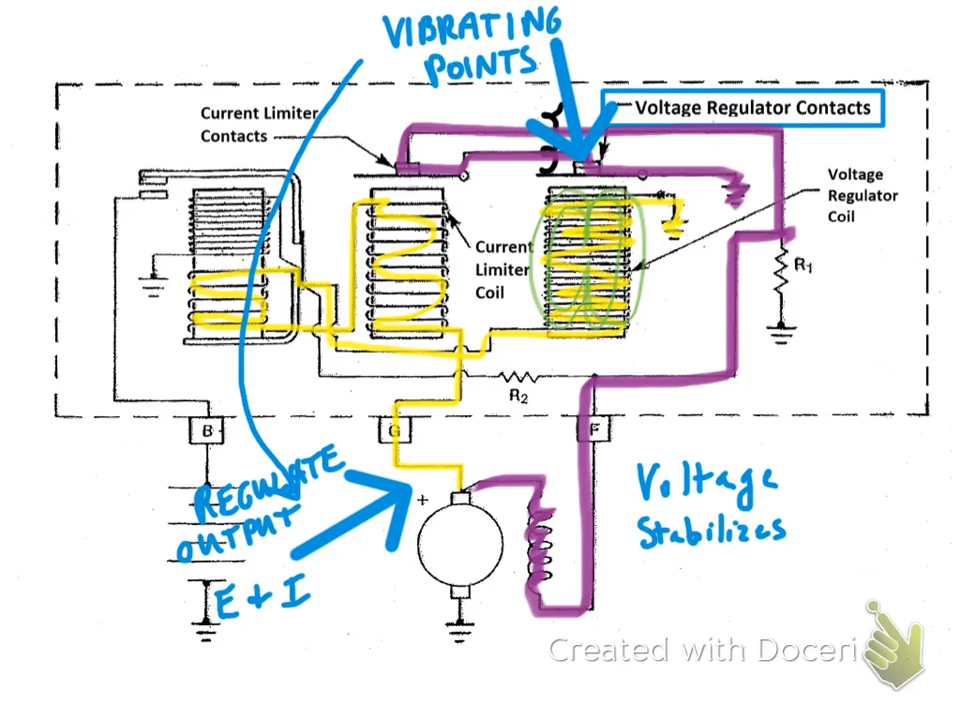 VIBRATING
POINTS
Current Limiter
Contacts
Voltage Regulator Contacts
Voltage
Regulator
Coil
Current
Limiter
Coil
R1
R2
B
G
F
+
REGULATE
OUTPUT
E + I
Voltage
Stabilizes
Created with Doceri